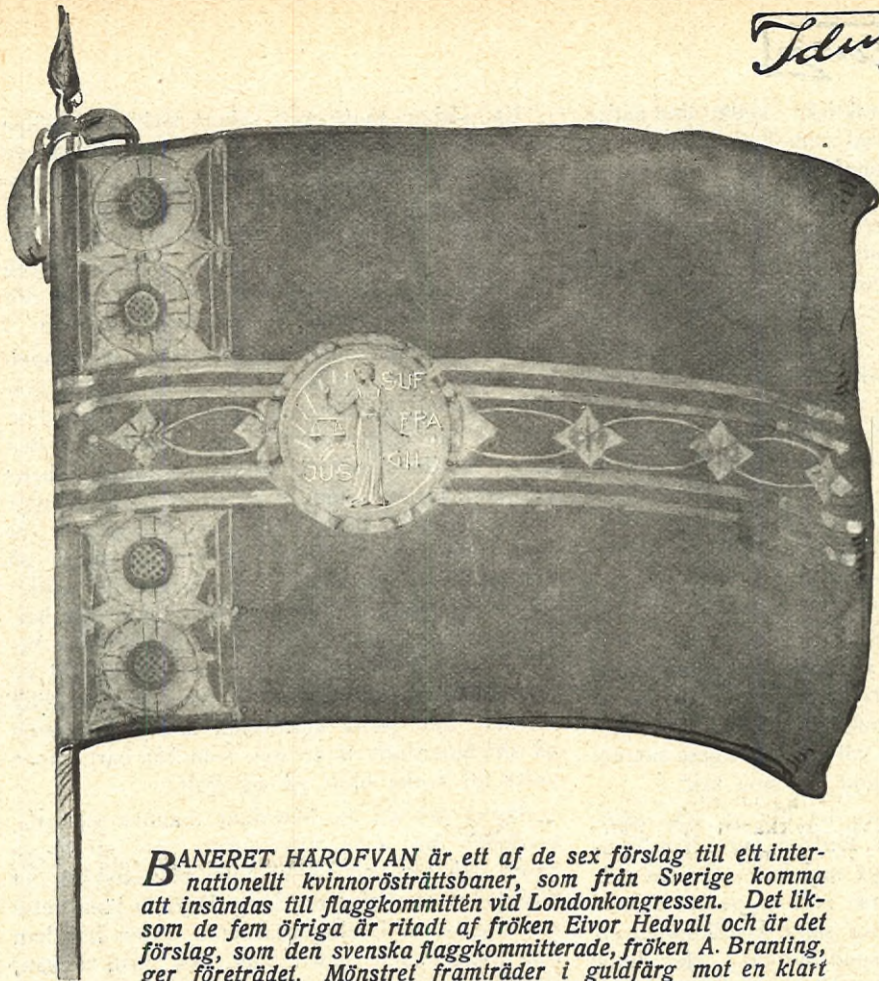 Idun
SUF
FRA
JUS GII
BANERET HÄROFVAN är ett af de sex förslag till ett inter-
nationellt kvinnorösträttsbaner, som från Sverige komma
att insändas till flaggkommittén vid Londonkongressen. Det lik-
som de fem öfriga är ritadt af fröken Eivor Hedvall och är det
förslag, som den svenska flaggkommitterade, fröken A. Branting,
ger företrädet. Mönstret framträder i guldfärg mot en klart